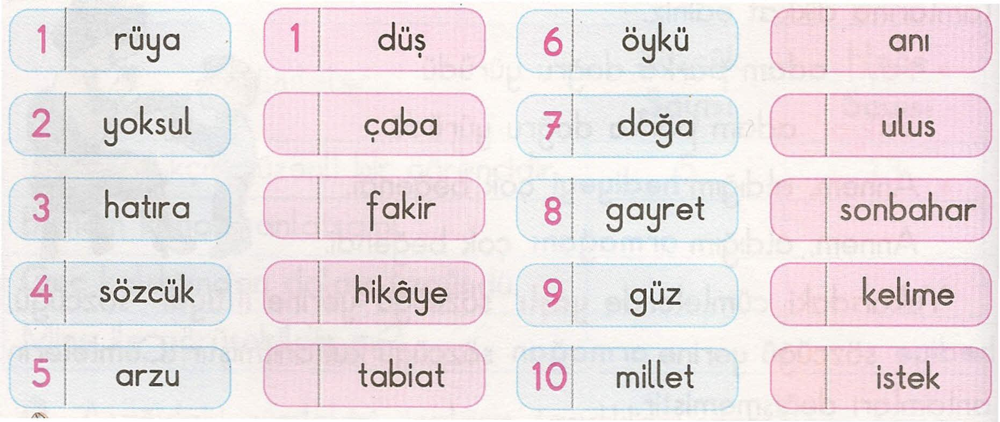 1 rüya 1 düş 6 öykü anı
2 yoksul çaba 7 doğa ulus
3 hatıra fakir 8 gayret sonbahar
4 sözcük hikâye 9 güz kelime
5 arzu tabiat 10 millet istek